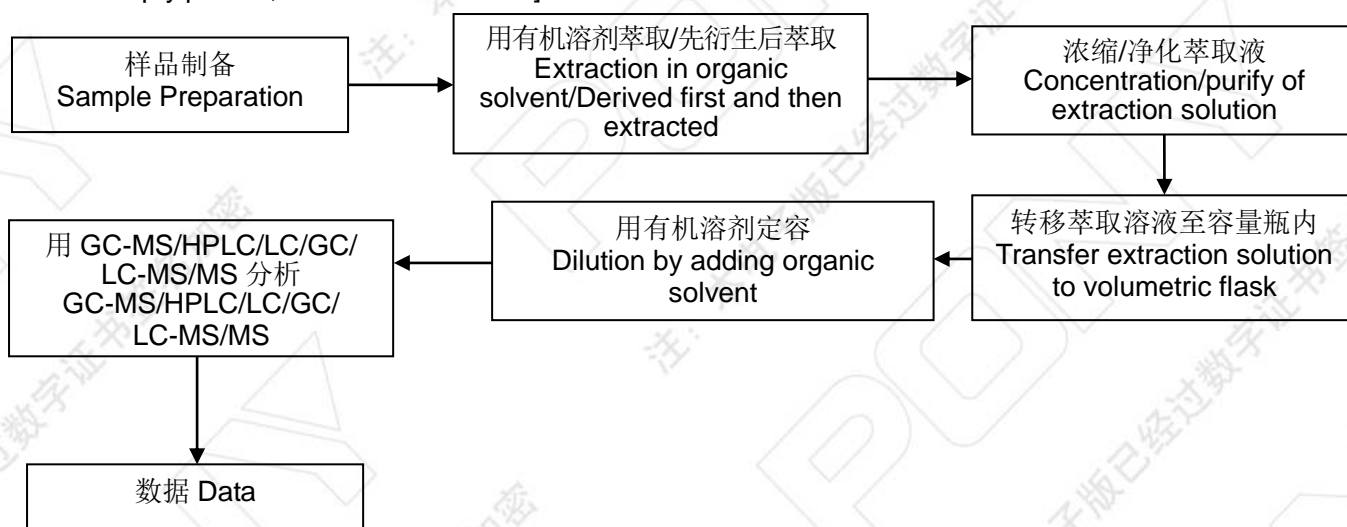 样品制备
Sample Preparation
用有机溶剂萃取/先衍生后萃取
Extraction in organic
solvent/Derived first and then
extracted
浓缩/净化萃取液
Concentration/purify of
extraction solution
转移萃取溶液至容量瓶内
Transfer extraction solution
to volumetric flask
用有机溶剂定容
Dilution by adding organic
solvent
用 GC-MS/HPLC/LC/GC/
LC-MS/MS 分析
GC-MS/HPLC/LC/GC/
LC-MS/MS
数据 Data